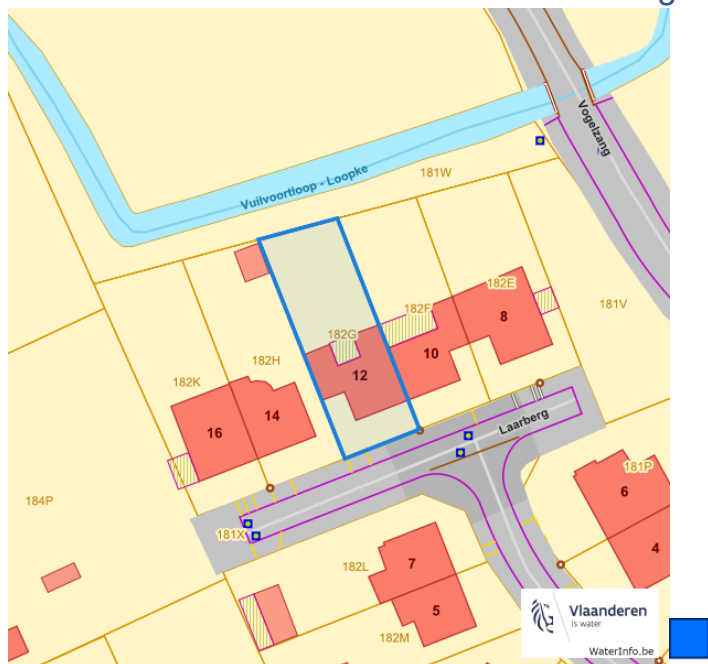 g
Vogelzang
181W
Vuilvoortloop - Loopke
182E
182F
181V
8
182G
10
182H
12
182K
14
16
Laarberg
181P
6
184P
181X
4
7
182L
5
182M
Vlaanderen
is water
WaterInfo.be